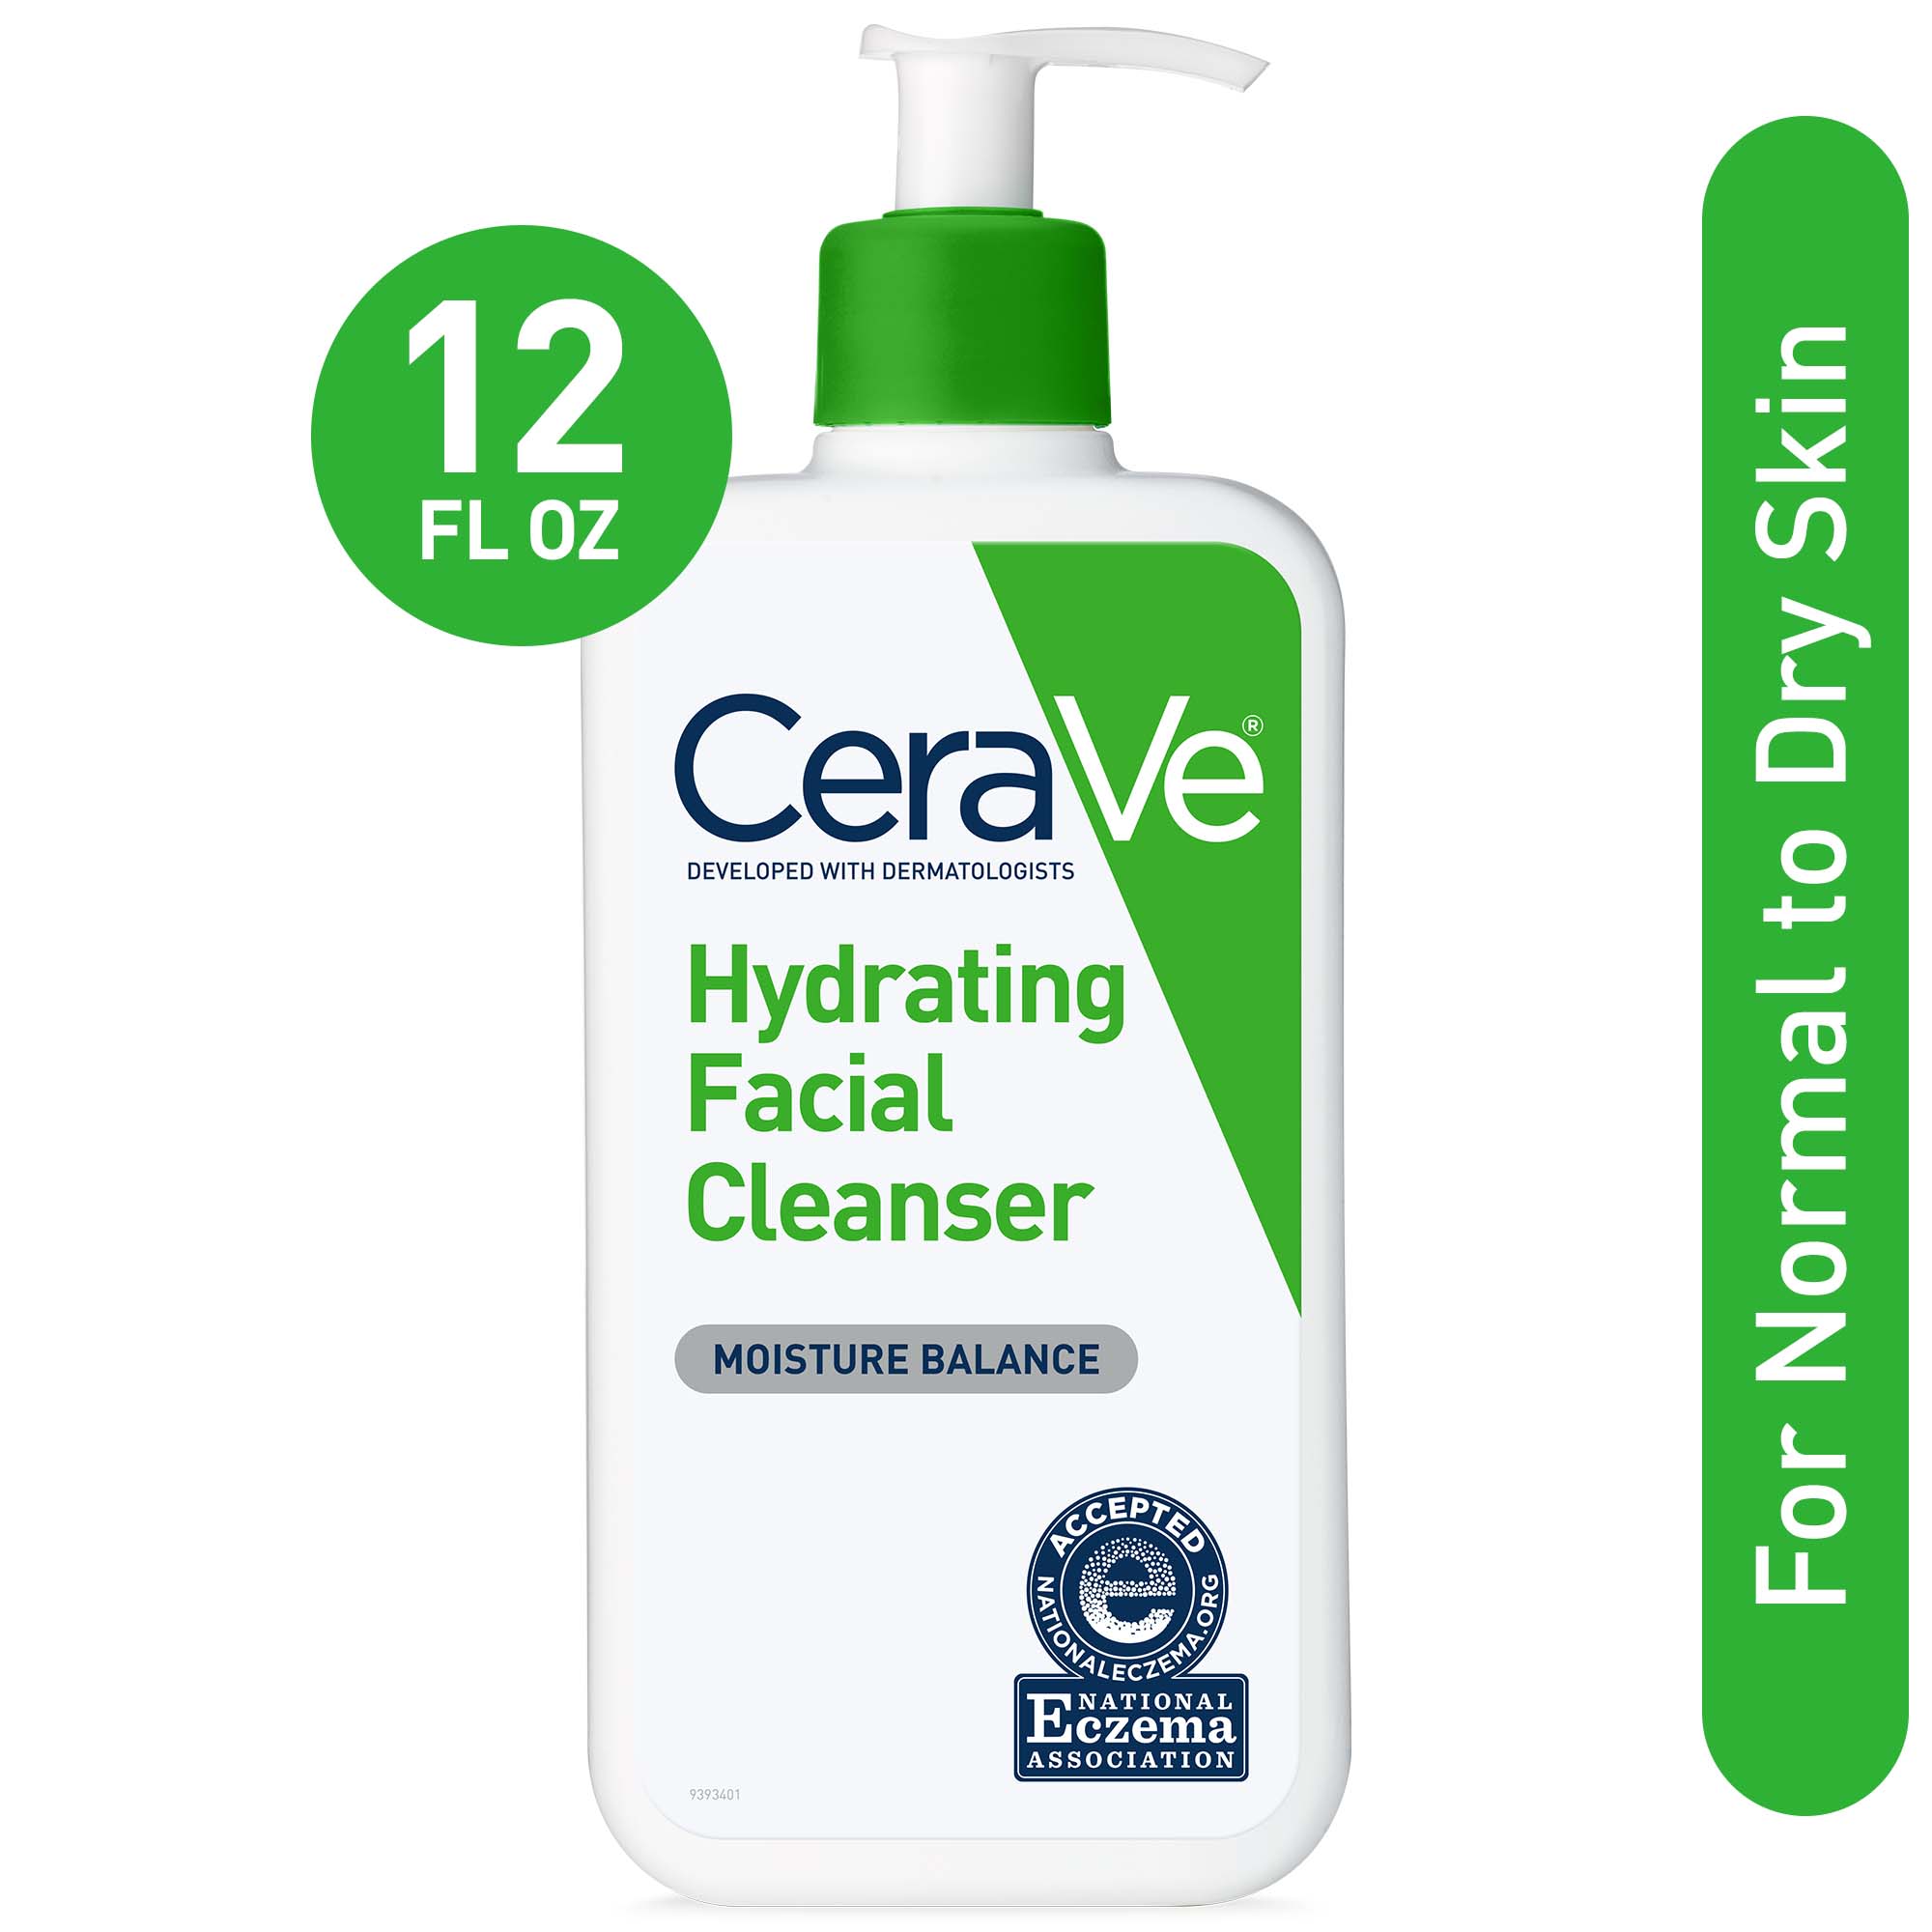 12
FL OZ
CeraVe®
DEVELOPED WITH DERMATOLOGISTS
Hydrating
Facial
Cleanser
MOISTURE BALANCE
ACCEPTED
NATIONALECZEMA.ORG
e
NATIONAL
Eczema
ASSOCIATION
9393401
For Normal to Dry Skin